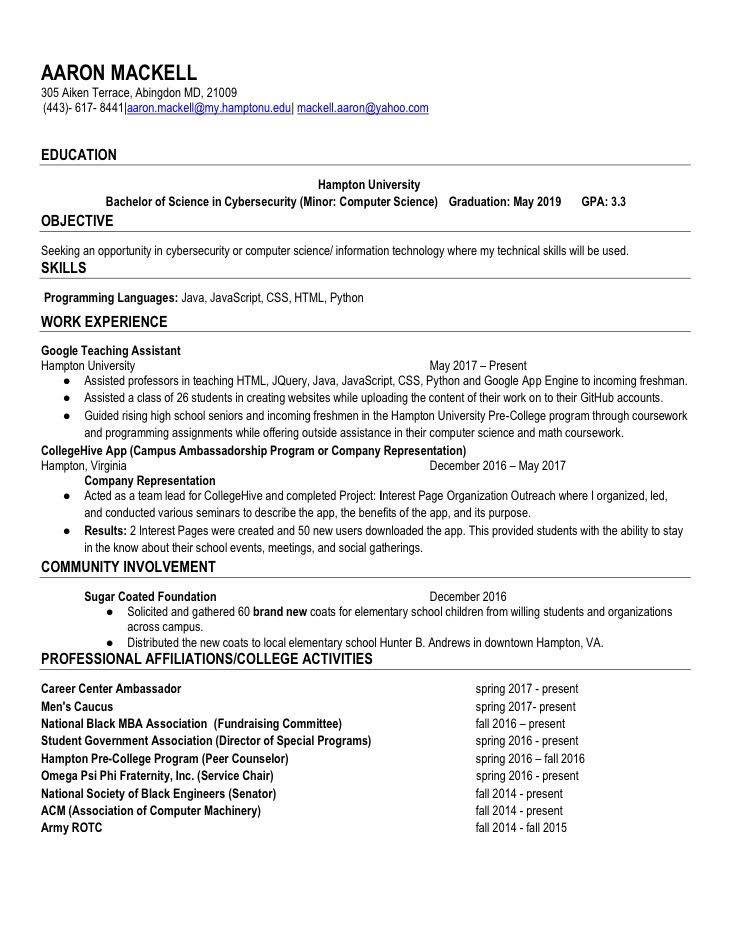 AARON MACKELL
305 Aiken Terrace, Abingdon MD, 21009
(443)- 617- 8441|aaron.mackell@my.hamptonu.edu| mackell.aaron@yahoo.com
EDUCATION
Hampton University
Bachelor of Science in Cybersecurity (Minor: Computer Science) Graduation: May 2019 GPA: 3.3
OBJECTIVE
Seeking an opportunity in cybersecurity or computer science/ information technology where my technical skills will be used.
SKILLS
Programming Languages: Java, JavaScript, CSS, HTML, Python
WORK EXPERIENCE
Google Teaching Assistant
Hampton University May 2017 – Present
● Assisted professors in teaching HTML, JQuery, Java, JavaScript, CSS, Python and Google App Engine to incoming freshman.
● Assisted a class of 26 students in creating websites while uploading the content of their work on to their GitHub accounts.
● Guided rising high school seniors and incoming freshmen in the Hampton University Pre-College program through coursework
and programming assignments while offering outside assistance in their computer science and math coursework.
CollegeHive App (Campus Ambassadorship Program or Company Representation)
Hampton, Virginia December 2016 – May 2017
Company Representation
● Acted as a team lead for CollegeHive and completed Project: Interest Page Organization Outreach where I organized, led,
and conducted various seminars to describe the app, the benefits of the app, and its purpose.
● Results: 2 Interest Pages were created and 50 new users downloaded the app. This provided students with the ability to stay
in the know about their school events, meetings, and social gatherings.
COMMUNITY INVOLVEMENT
Sugar Coated Foundation December 2016
● Solicited and gathered 60 brand new coats for elementary school children from willing students and organizations
across campus.
● Distributed the new coats to local elementary school Hunter B. Andrews in downtown Hampton, VA.
PROFESSIONAL AFFILIATIONS/COLLEGE ACTIVITIES
Career Center Ambassador spring 2017 - present
Men's Caucus spring 2017- present
National Black MBA Association (Fundraising Committee) fall 2016 – present
Student Government Association (Director of Special Programs) spring 2016 - present
Hampton Pre-College Program (Peer Counselor) spring 2016 – fall 2016
Omega Psi Phi Fraternity, Inc. (Service Chair) spring 2016 - present
National Society of Black Engineers (Senator) fall 2014 - present
ACM (Association of Computer Machinery) fall 2014 - present
Army ROTC fall 2014 - fall 2015